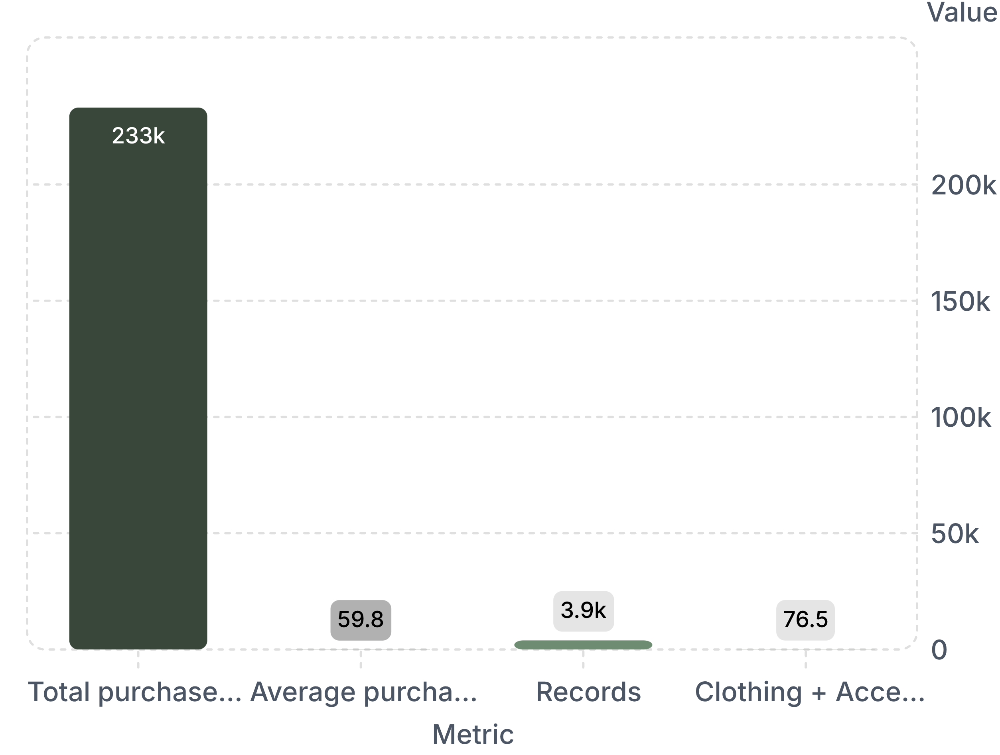 Value
233k
200k
150k
100k
50k
3.9k
59.8
76.5
0
Total purchase...
Average purcha...
Records
Clothing + Acce...
Metric